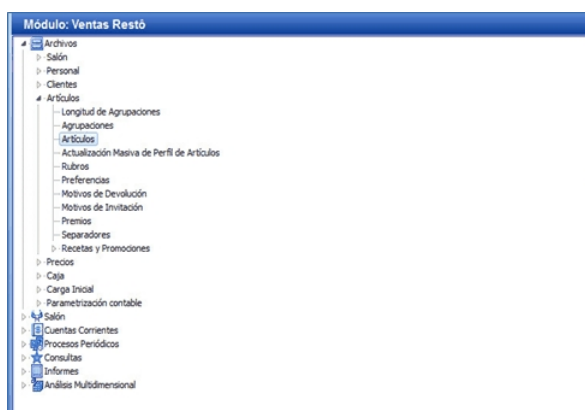 Módulo: Ventas Restô
Archivos
Salón
Personal
Clientes
Artículos
Longitud de Agrupaciones
Agrupaciones
Artículos
Actualización Masiva de Perfil de Artículos
Rubros
Preferencias
Motivos de Devolución
Motivos de Invitación
Premios
Separadores
Recetas y Promociones
Precios
Caja
Carga Inicial
Parametrización contable
Salón
Cuentas Corrientes
Procesos Periódicos
Consultas
Informes
Análisis Multidimensional